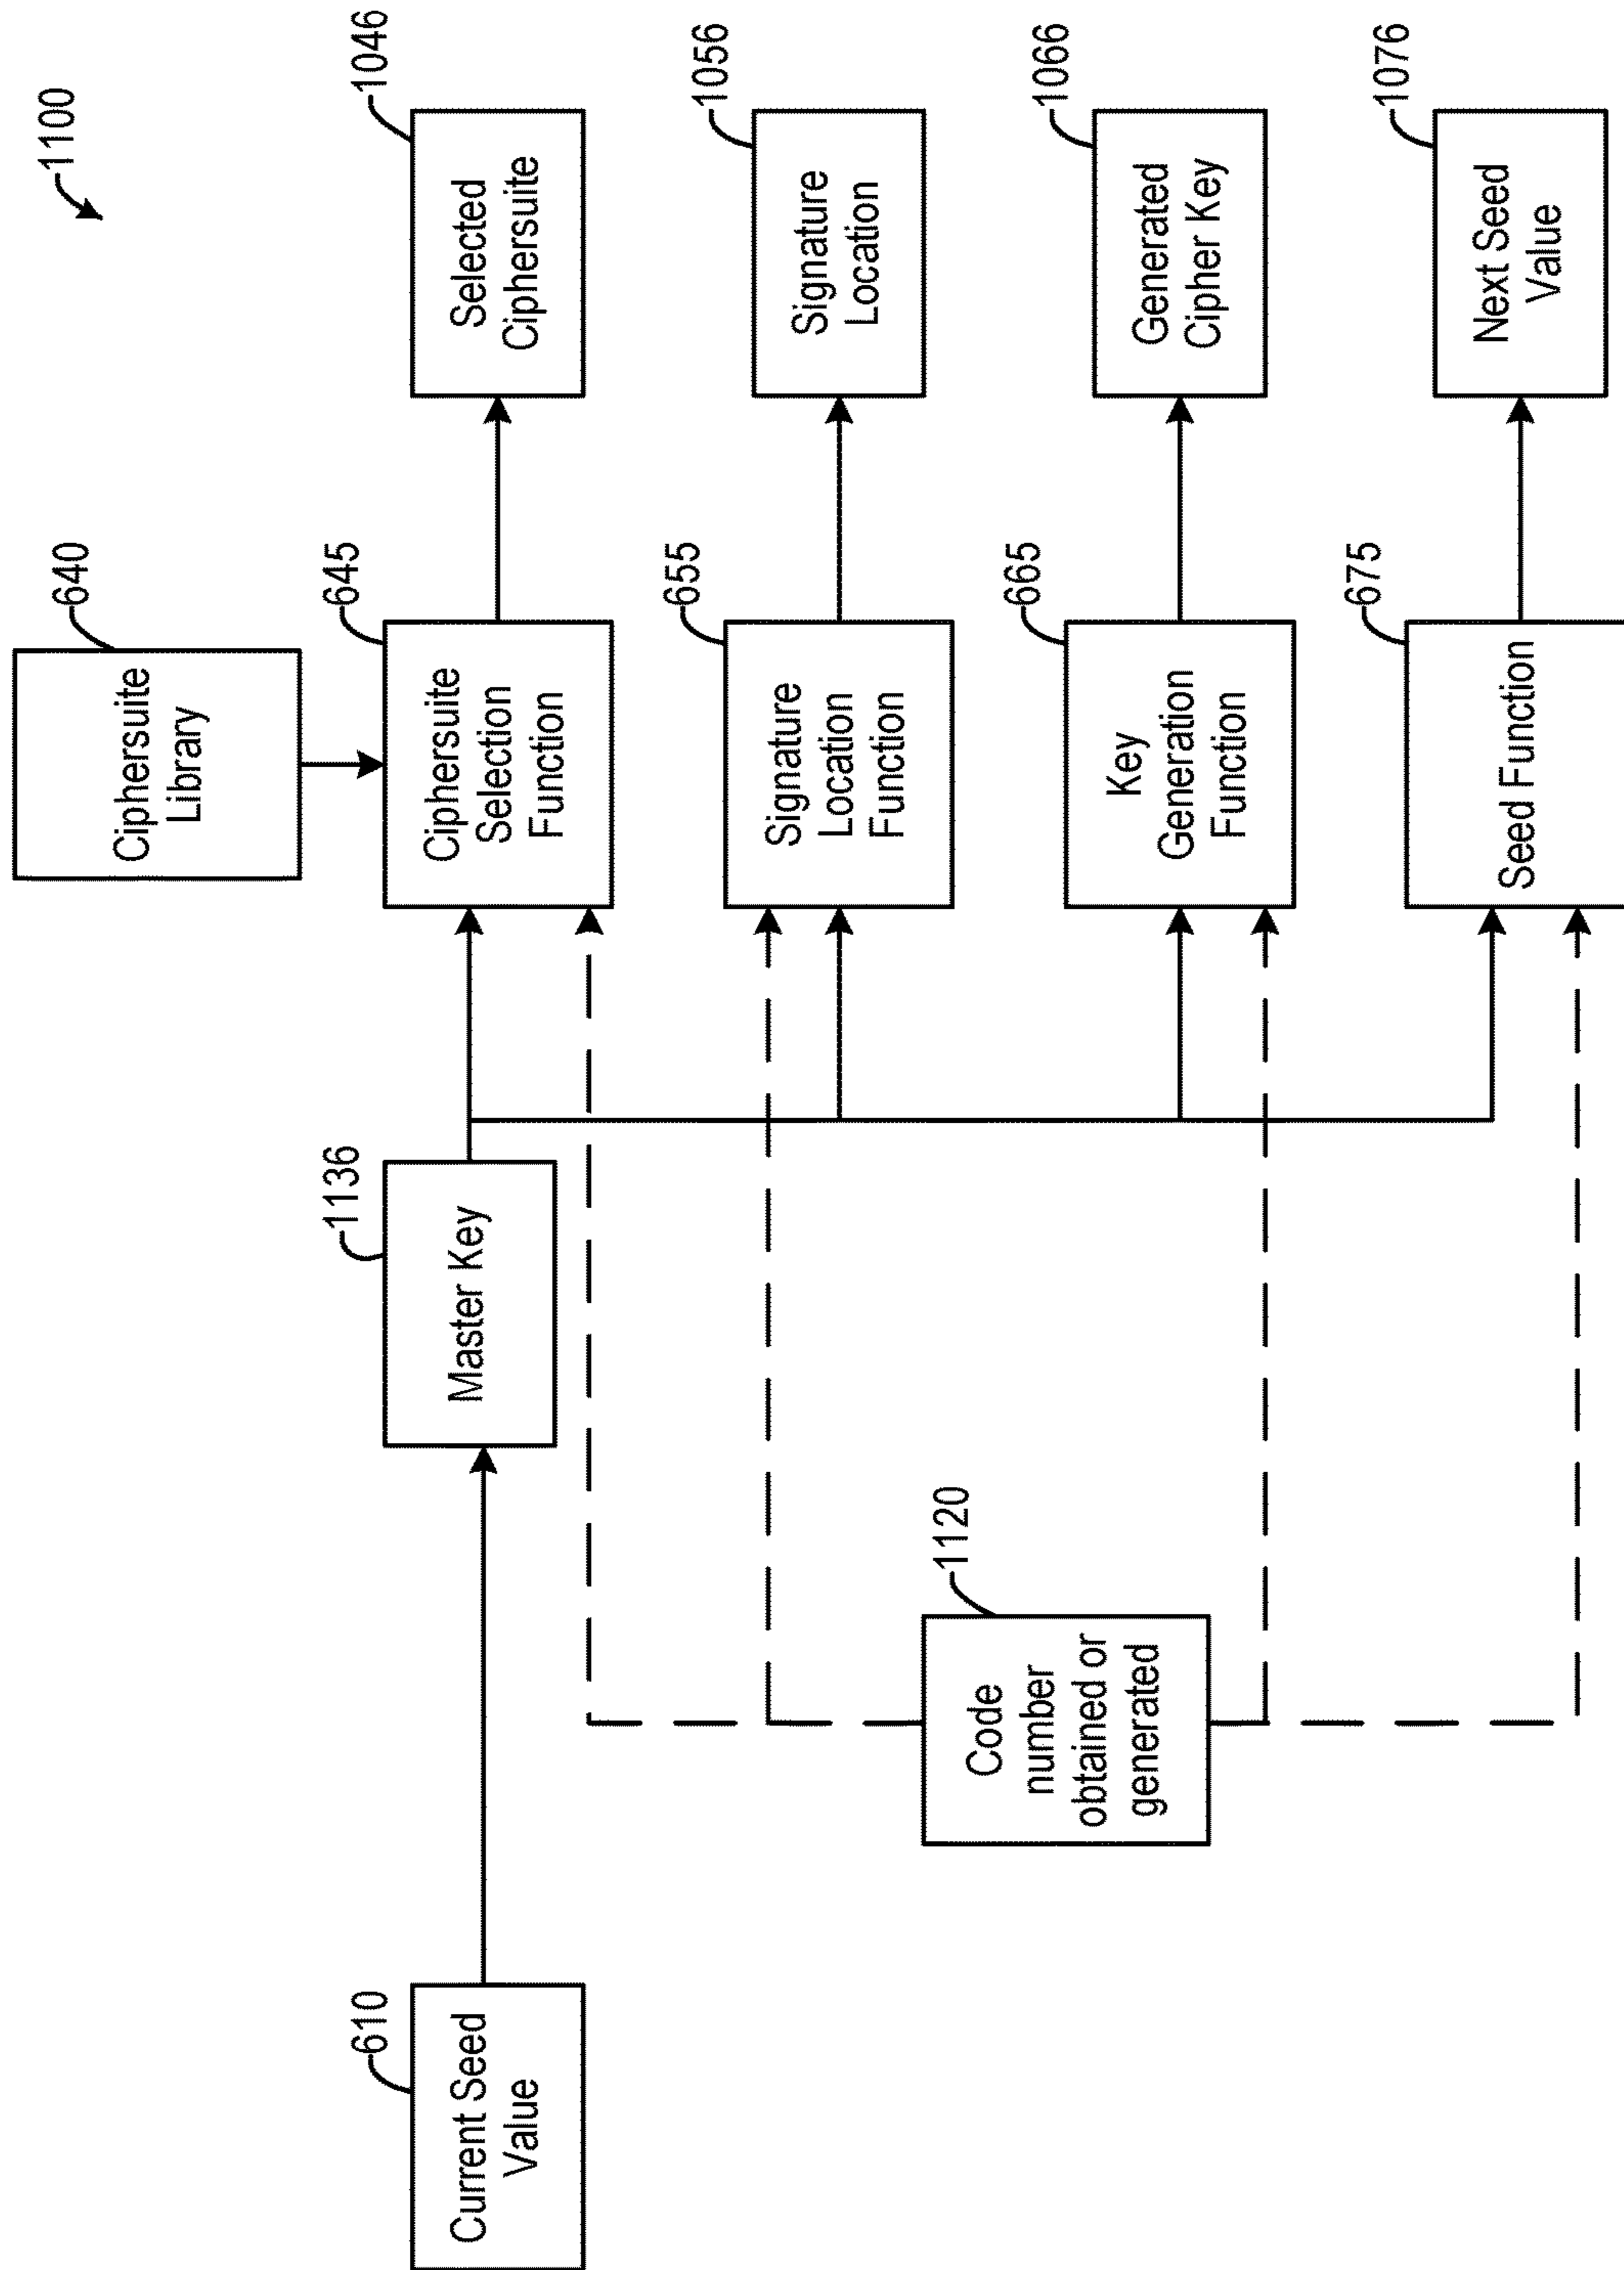 1100
640
Ciphersuite
Library
610
Current Seed
Value
1136
Master Key
645
Ciphersuite
Selection
Function
1046
Selected
Ciphersuite
655
Signature
Location
Function
1056
Signature
Location
1120
Code
number
obtained or
generated
665
Key
Generation
Function
1066
Generated
Cipher Key
675
Seed Function
1076
Next Seed
Value